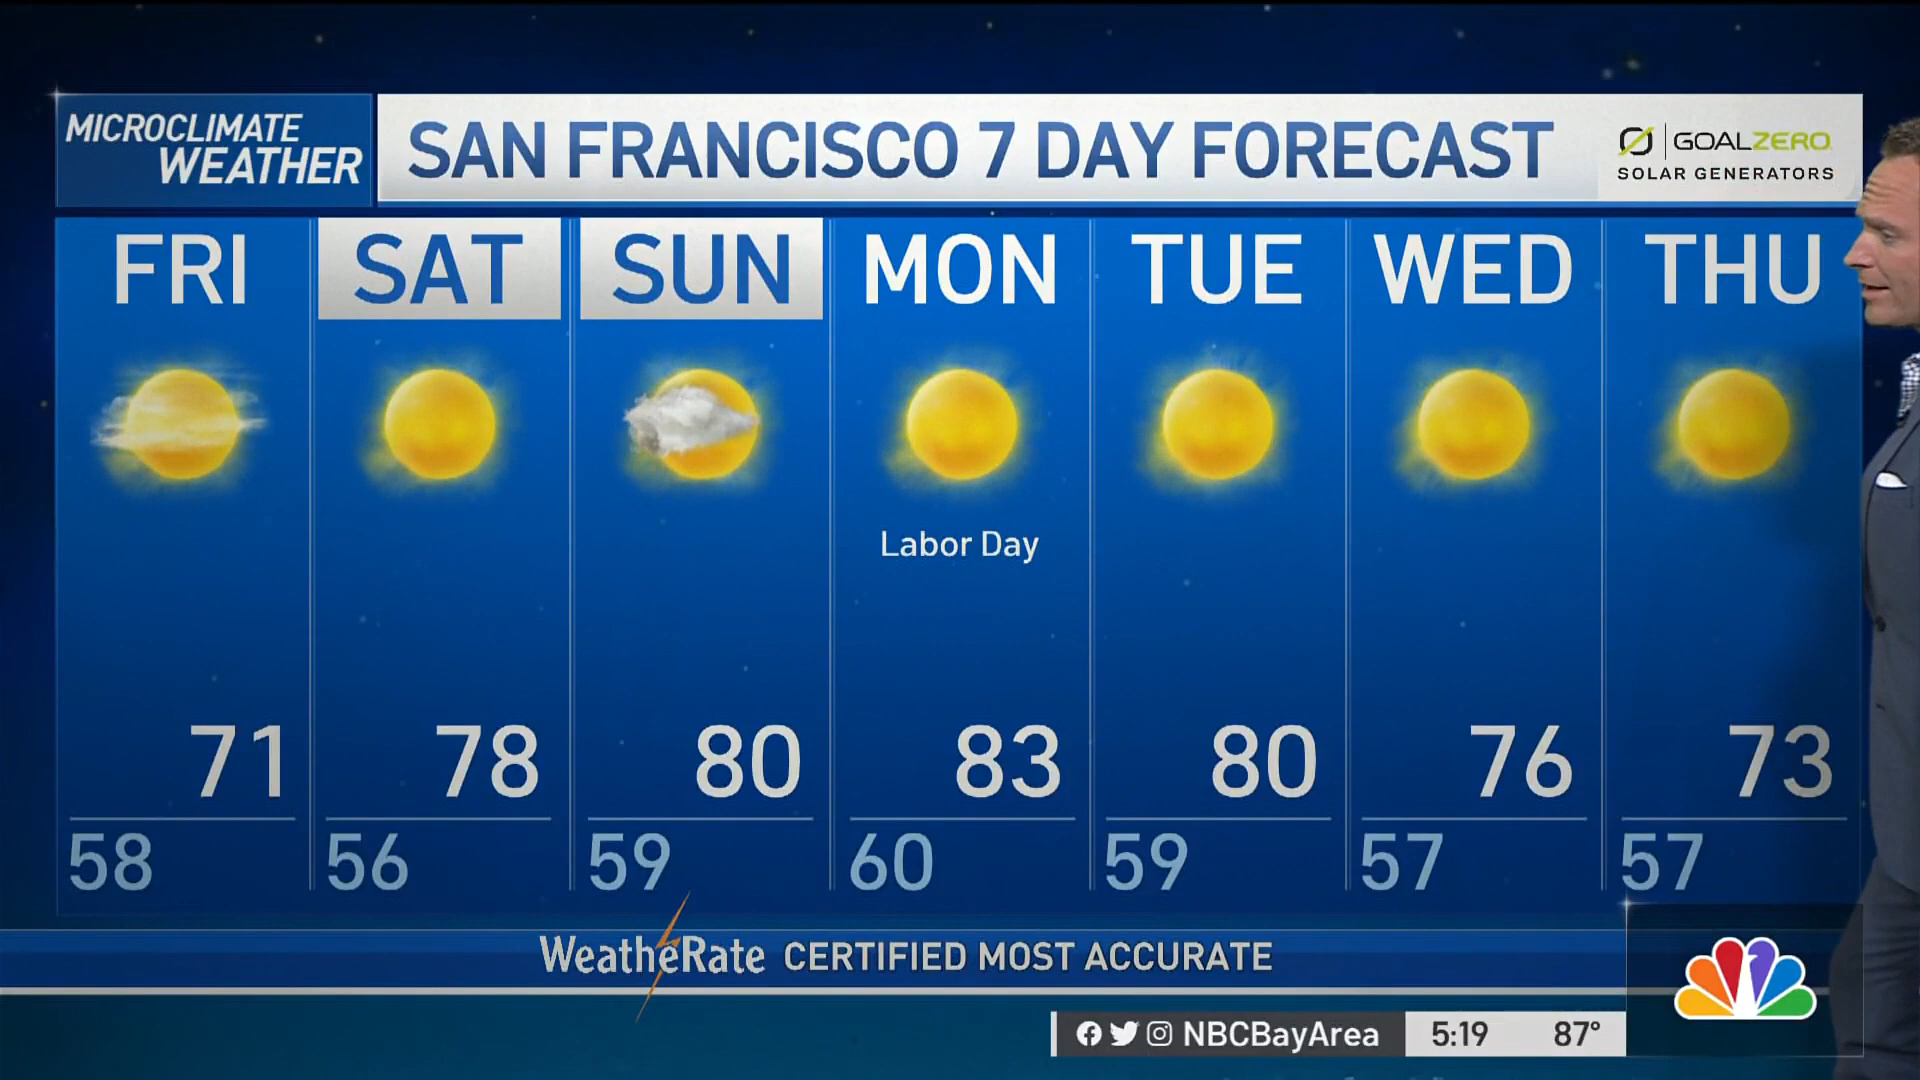 MICROCLIMATE
WEATHER
SAN FRANCISCO 7 DAY FORECAST
GOALZERO
SOLAR GENERATORS
FRI SAT SUN MON TUE WED THU
Labor Day
71 78 80 83 80 76 73
58 56 59 60 59 57 57
WeatheRate CERTIFIED MOST ACCURATE
NBCBayArea 5:19 87°